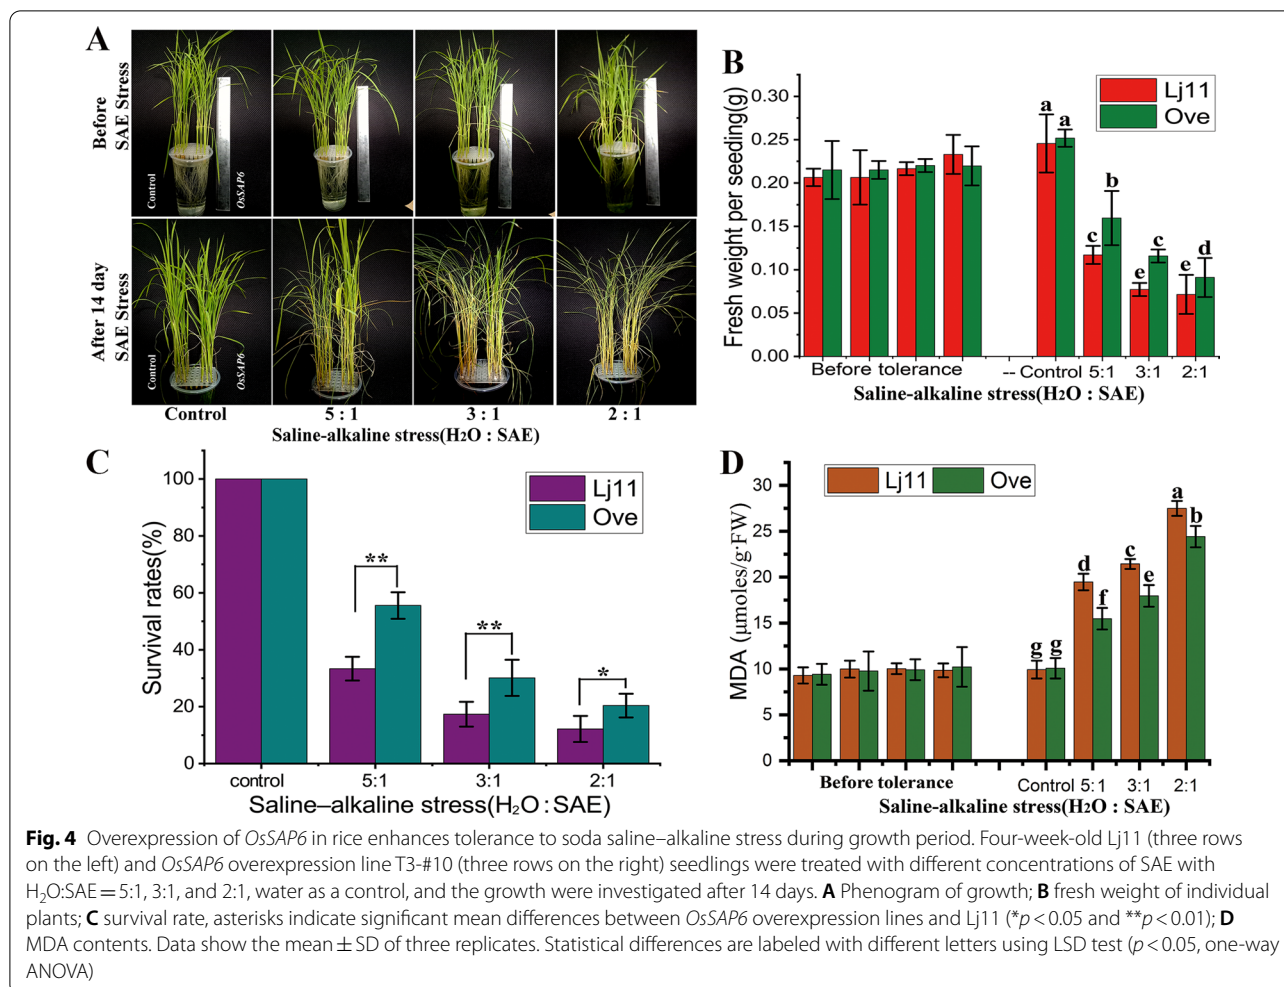 A
Before
SAE Stress
Control
OsSAP6
After 14 day
SAE Stress
Control
OsSAP6
Control
5 : 1
3 : 1
2 : 1
Saline-alkaline stress(H₂O : SAE)
B
Fresh weight per seeding(g)
0.30
0.25
0.20
0.15
0.10
0.05
0.00
Lj11
Ove
a
a
c
b
e
c
e
d
Before tolerance
-- Control 5:1 3:1 2:1
Saline-alkaline stress(H₂O : SAE)
C
Survival rates(%)
100
80
60
40
20
0
Lj11
Ove
**
**
*
control 5:1 3:1 2:1
Saline–alkaline stress(H₂O : SAE)
D
MDA (μmoles/g·FW)
30
25
20
15
10
5
0
Lj11
Ove
g
g
d
f
c
e
a
b
Before tolerance
Control 5:1 3:1 2:1
Saline-alkaline stress(H₂O : SAE)
Fig. 4 Overexpression of OsSAP6 in rice enhances tolerance to soda saline–alkaline stress during growth period. Four-week-old Lj11 (three rows
on the left) and OsSAP6 overexpression line T3-#10 (three rows on the right) seedlings were treated with different concentrations of SAE with
H₂O:SAE = 5:1, 3:1, and 2:1, water as a control, and the growth were investigated after 14 days. A Phenogram of growth; B fresh weight of individual
plants; C survival rate, asterisks indicate significant mean differences between OsSAP6 overexpression lines and Lj11 (*p < 0.05 and **p < 0.01); D
MDA contents. Data show the mean ± SD of three replicates. Statistical differences are labeled with different letters using LSD test (p < 0.05, one-way
ANOVA)